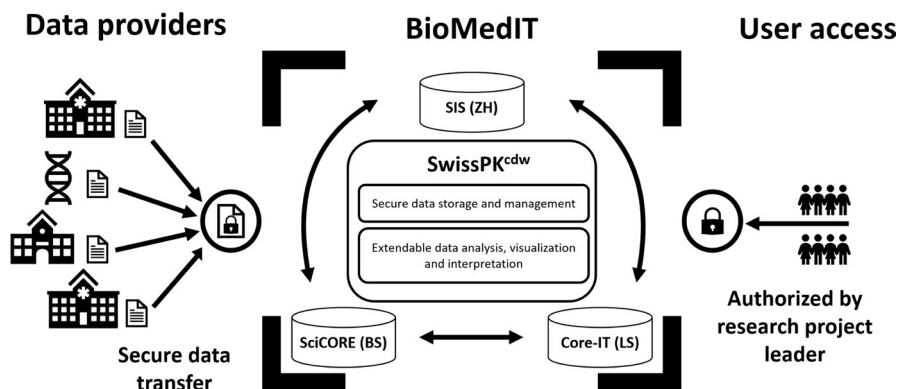 Data providers
BioMedIT
User access
SIS (ZH)
SwissPKcdw
Secure data storage and management
Extendable data analysis, visualization
and interpretation
SciCORE (BS)
Core-IT (LS)
Secure data
transfer
Authorized by
research project
leader